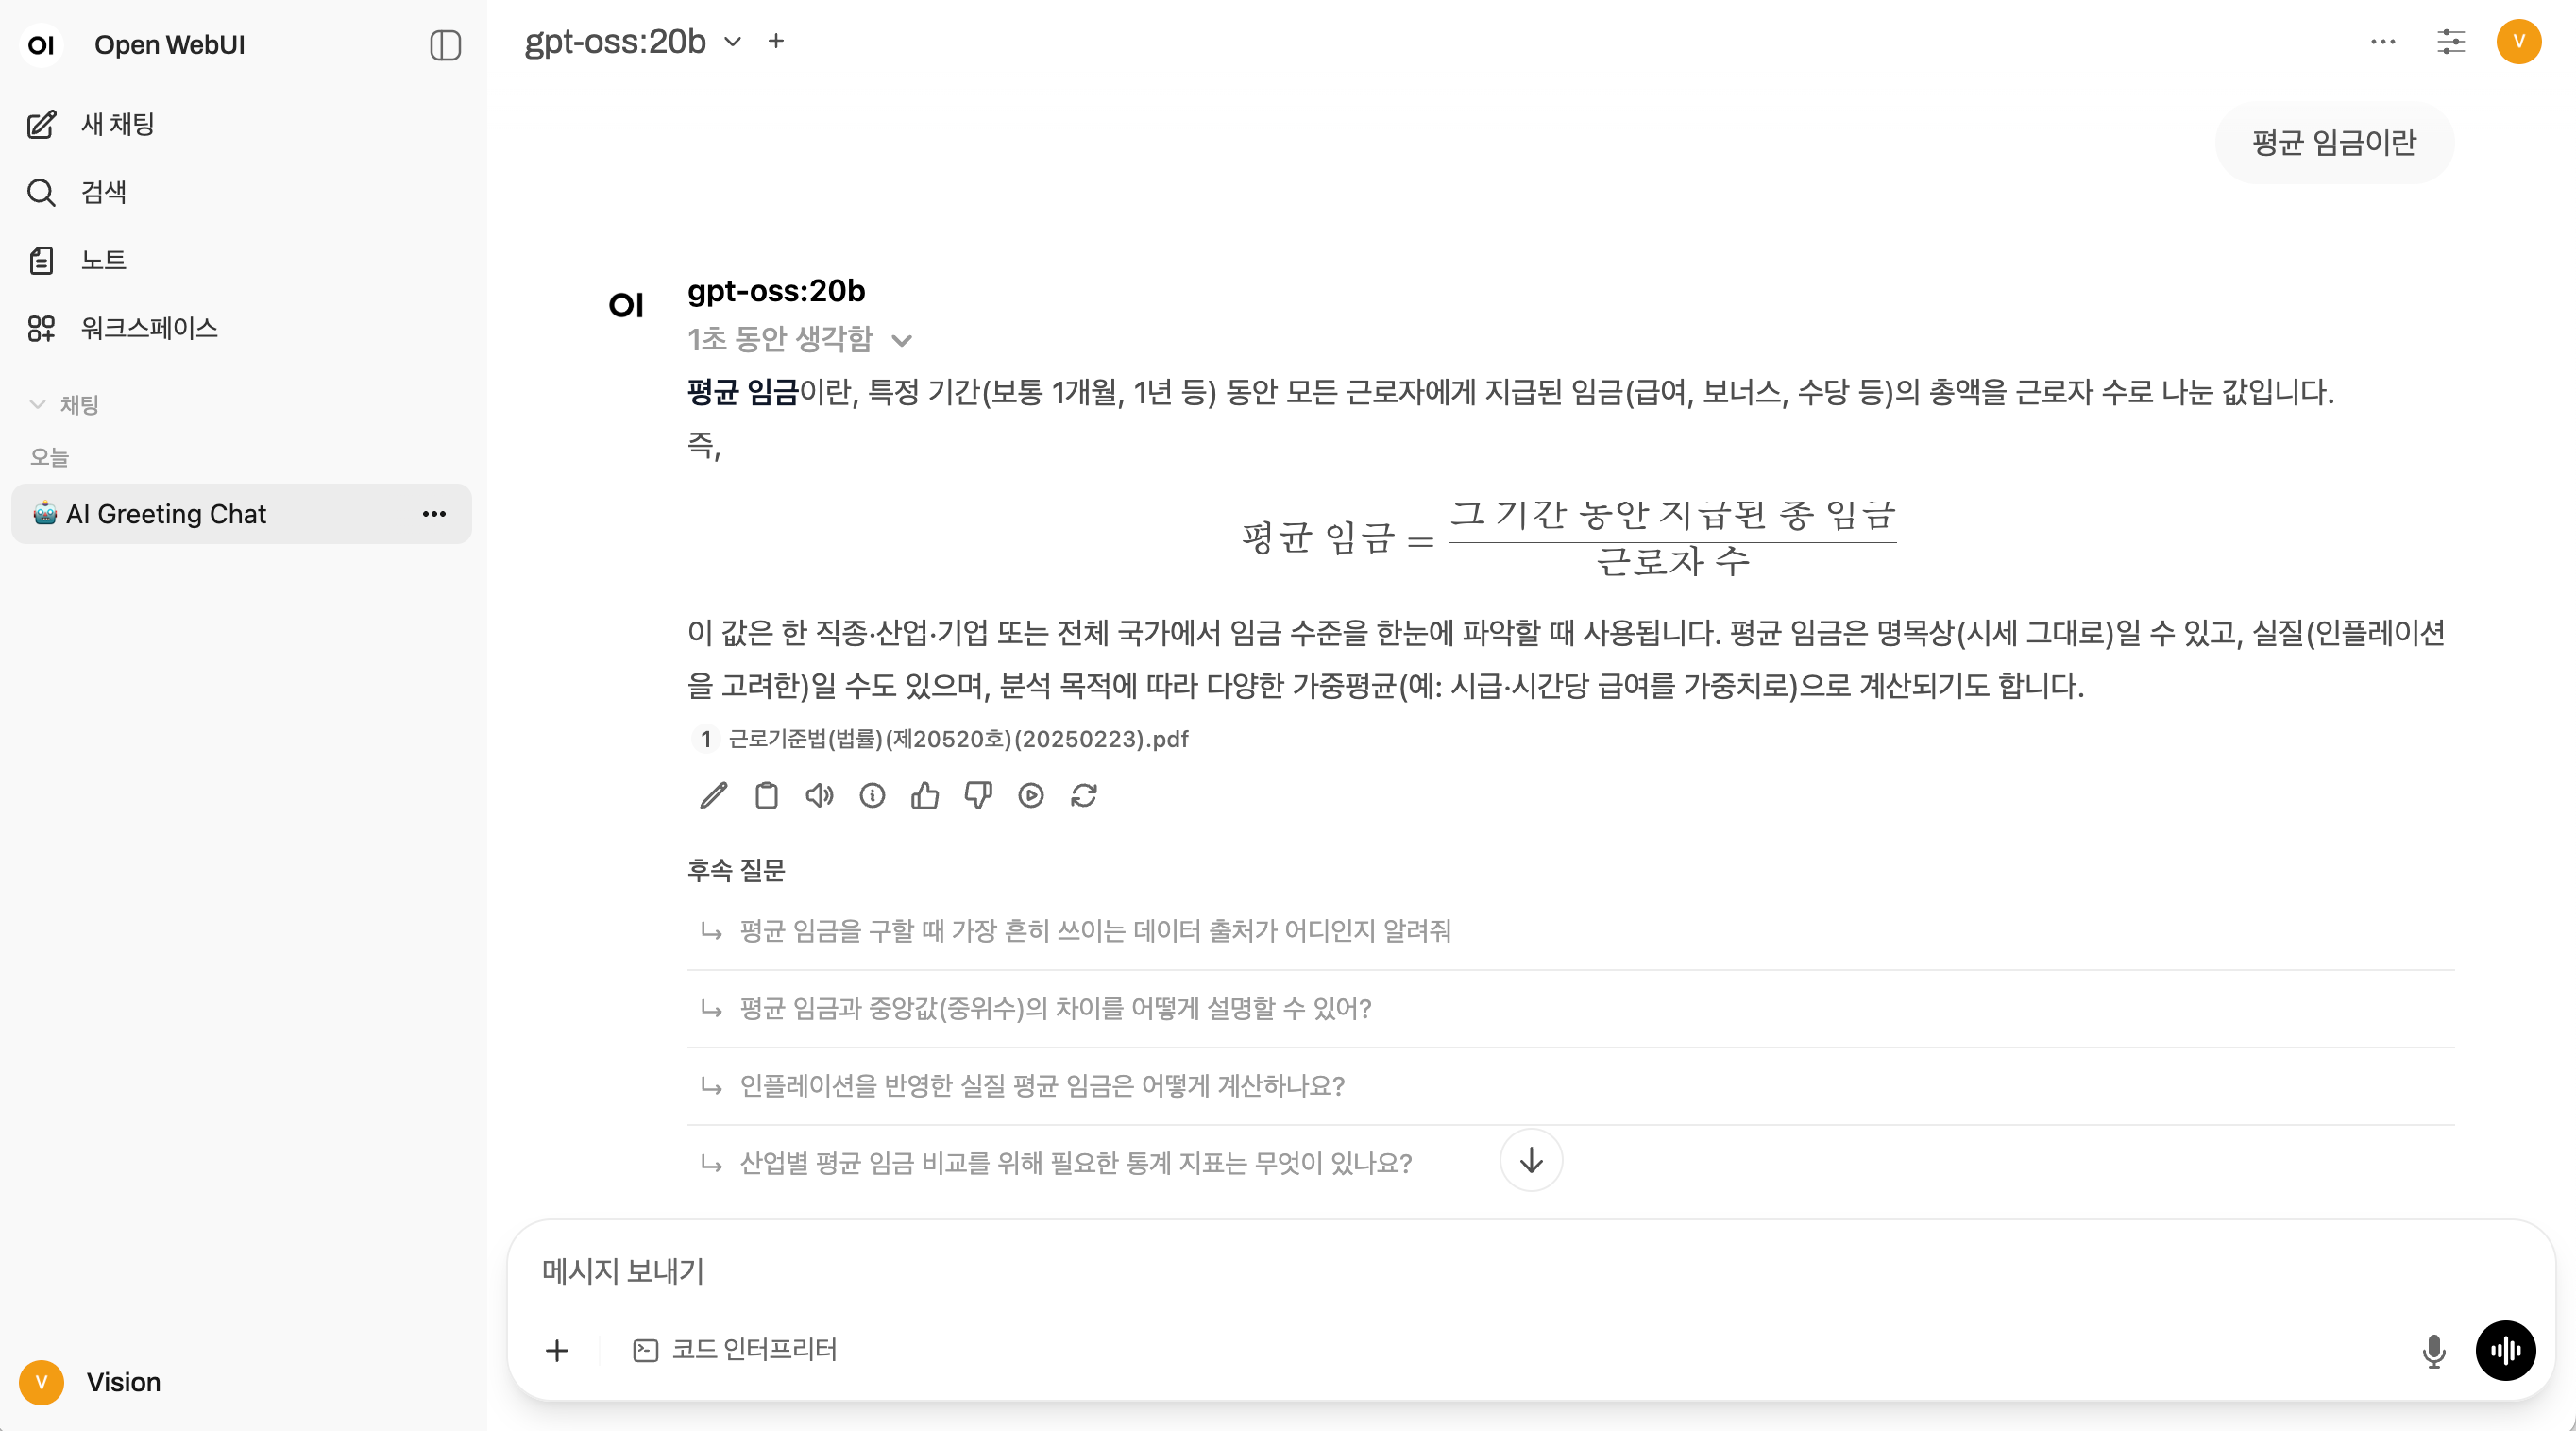 OI Open WebUI
새 채팅
검색
노트
워크스페이스
채팅
오늘
AI Greeting Chat
V Vision
gpt-oss:20b
V
평균 임금이란
OI gpt-oss:20b
1초 동안 생각함
평균 임금이란, 특정 기간(보통 1개월, 1년 등) 동안 모든 근로자에게 지급된 임금(급여, 보너스, 수당 등)의 총액을 근로자 수로 나눈 값입니다.
즉,
평균 임금 = 그 기간 동안 지급된 총 임금
근로자 수
이 값은 한 직종·산업·기업 또는 전체 국가에서 임금 수준을 한눈에 파악할 때 사용됩니다. 평균 임금은 명목상(시세 그대로)일 수 있고, 실질(인플레이션
을 고려한)일 수도 있으며, 분석 목적에 따라 다양한 가중평균(예: 시급·시간당 급여를 가중치로)으로 계산되기도 합니다.
1 근로기준법(법률)(제20520호)(20250223).pdf
후속 질문
평균 임금을 구할 때 가장 흔히 쓰이는 데이터 출처가 어디인지 알려줘
평균 임금과 중앙값(중위수)의 차이를 어떻게 설명할 수 있어?
인플레이션을 반영한 실질 평균 임금은 어떻게 계산하나요?
산업별 평균 임금 비교를 위해 필요한 통계 지표는 무엇이 있나요?
메시지 보내기
코드 인터프리터